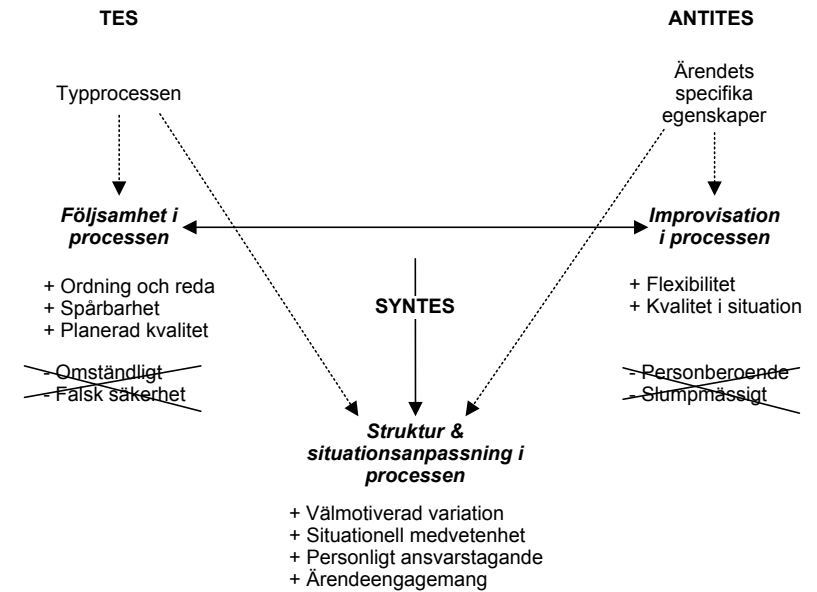 TES
ANTITES
Typprocessen
Ärendets
specifika
egenskaper
Följsamhet i
processen
Improvisation
i processen
+ Ordning och reda
+ Spårbarhet
+ Planerad kvalitet
+ Flexibilitet
+ Kvalitet i situation
SYNTES
- Omständligt
- Falsk säkerhet
- Personberoende
- Slumpmässigt
Struktur &
situationsanpassning i
processen
+ Välmotiverad variation
+ Situationell medvetenhet
+ Personligt ansvarstagande
+ Ärendeengagemang